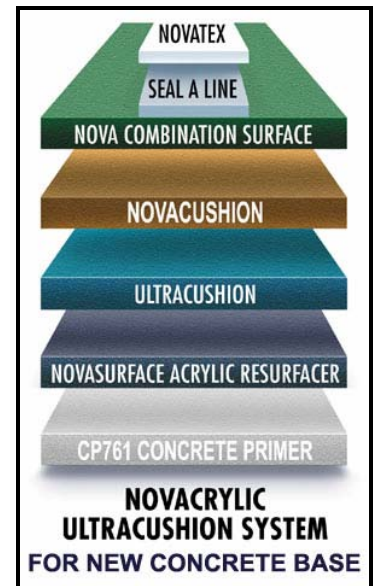 NOVATEX
SEAL A LINE
NOVA COMBINATION SURFACE
NOVACUSHION
ULTRACUSHION
NOVASURFACE ACRYLIC RESURFACER
CP761 CONCRETE PRIMER
NOVACRYLIC
ULTRACUSHION SYSTEM
FOR NEW CONCRETE BASE